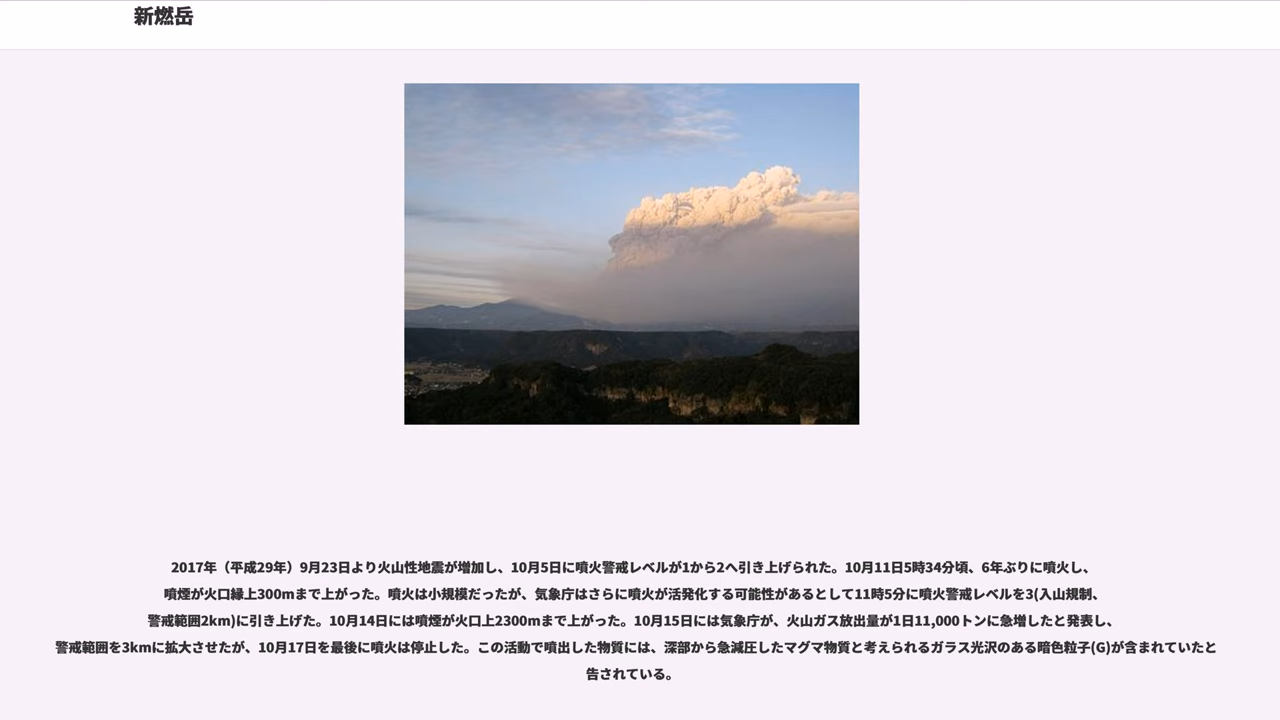 新燃岳
2017年（平成29年）9月23日より火山性地震が増加し、10月5日に噴火警戒レベルが1から2へ引き上げられた。10月11日5時34分頃、6年ぶりに噴火し、
噴煙が火口縁上300mまで上がった。噴火は小規模だったが、気象庁はさらに噴火が活発化する可能性があるとして11時5分に噴火警戒レベルを3(入山規制、
警戒範囲2km)に引き上げた。10月14日には噴煙が火口上2300mまで上がった。10月15日には気象庁が、火山ガス放出量が1日11,000トンに急増したと発表し、
警戒範囲を3kmに拡大させたが、10月17日を最後に噴火は停止した。この活動で噴出した物質には、深部から急減圧したマグマ物質と考えられるガラス光沢のある暗色粒子(G)が含まれていたと
告されている。